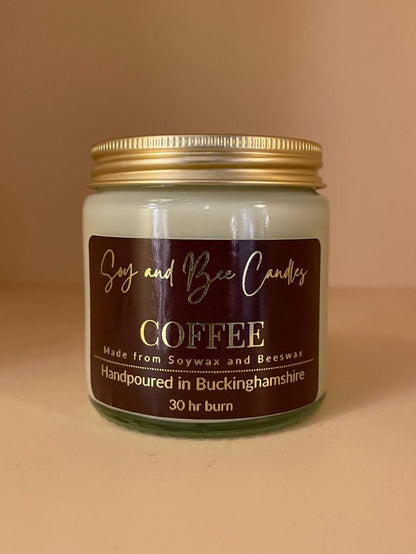 Soy and Bee Candles
COFFEE
Made from Soywax and Beeswax
Handpoured in Buckinghamshire
30 hr burn